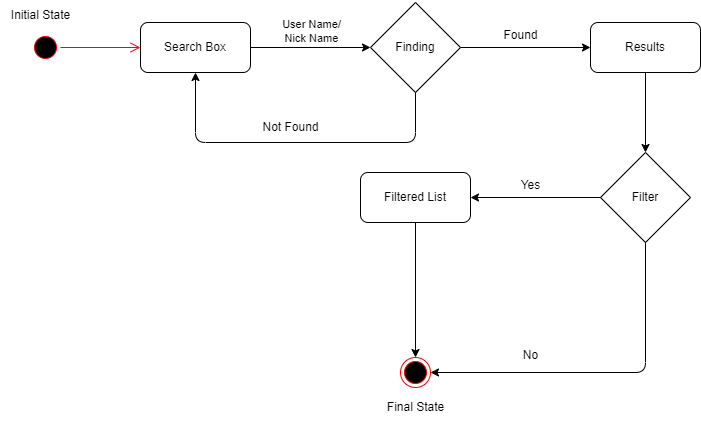 Initial State
Search Box
User Name/
Nick Name
Finding
Found
Results
Not Found
Filtered List
Yes
Filter
No
Final State